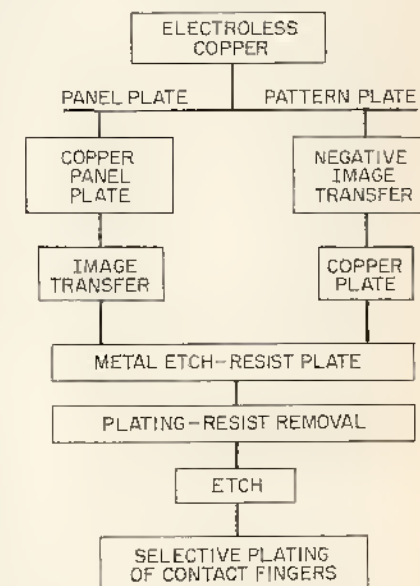 ELECTROLESS
COPPER
PANEL PLATE
PATTERN PLATE
COPPER
PANEL
PLATE
NEGATIVE
IMAGE
TRANSFER
IMAGE
TRANSFER
COPPER
PLATE
METAL ETCH-RESIST PLATE
PLATING-RESIST REMOVAL
ETCH
SELECTIVE PLATING
OF CONTACT FINGERS